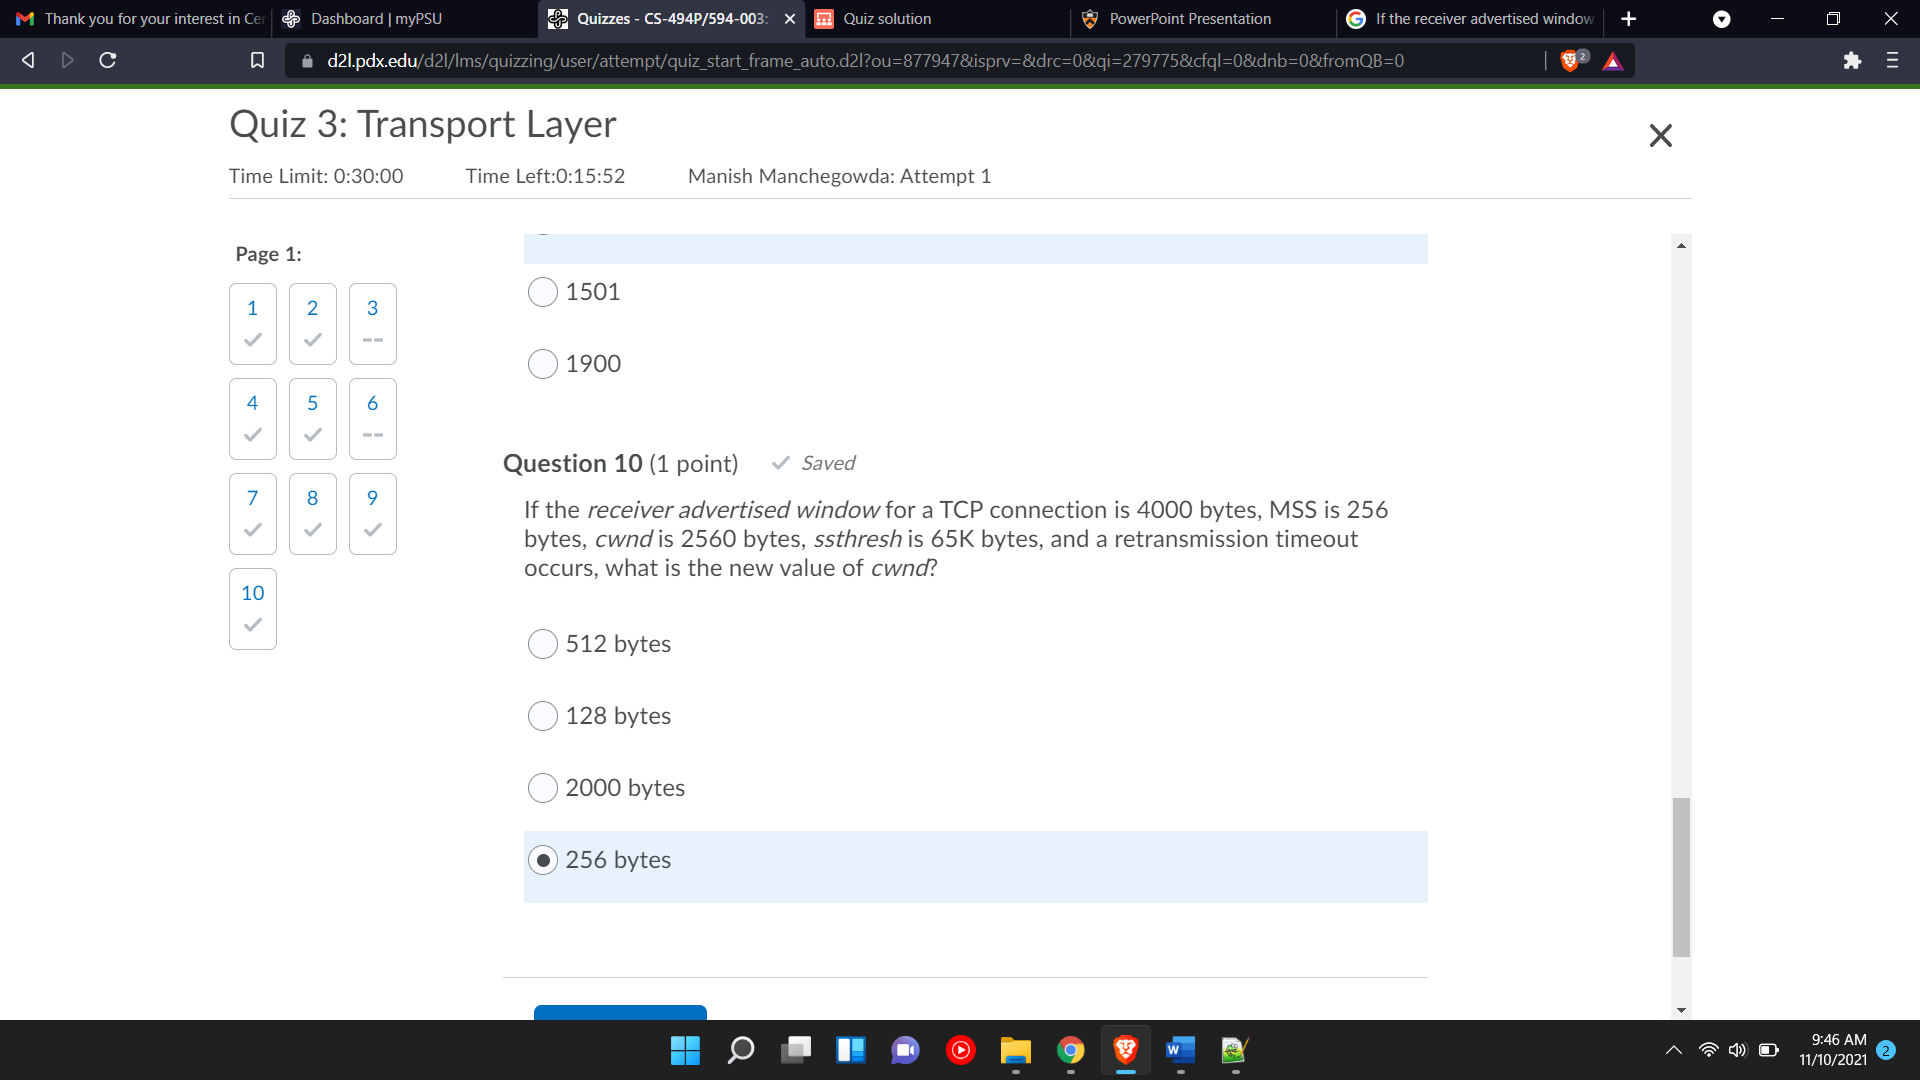 Thank you for your interest in Cer
Dashboard | myPSU
Quizzes - CS-494P/594-003:
Quiz solution
PowerPoint Presentation
If the receiver advertised window
d2l.pdx.edu/d2l/lms/quizzing/user/attempt/quiz_start_frame_auto.d2l?ou=877947&isprv=&drc=0&qi=279775&cfql=0&dnb=0&fromQB=0
2
Quiz 3: Transport Layer
Time Limit: 0:30:00 Time Left:0:15:52 Manish Manchegowda: Attempt 1
Page 1:
1 2 3
--
4 5 6
--
7 8 9
10
1501
1900
Question 10 (1 point) Saved
If the receiver advertised window for a TCP connection is 4000 bytes, MSS is 256
bytes, cwnd is 2560 bytes, ssthresh is 65K bytes, and a retransmission timeout
occurs, what is the new value of cwnd?
512 bytes
128 bytes
2000 bytes
256 bytes
W
9:46 AM
11/10/2021
2